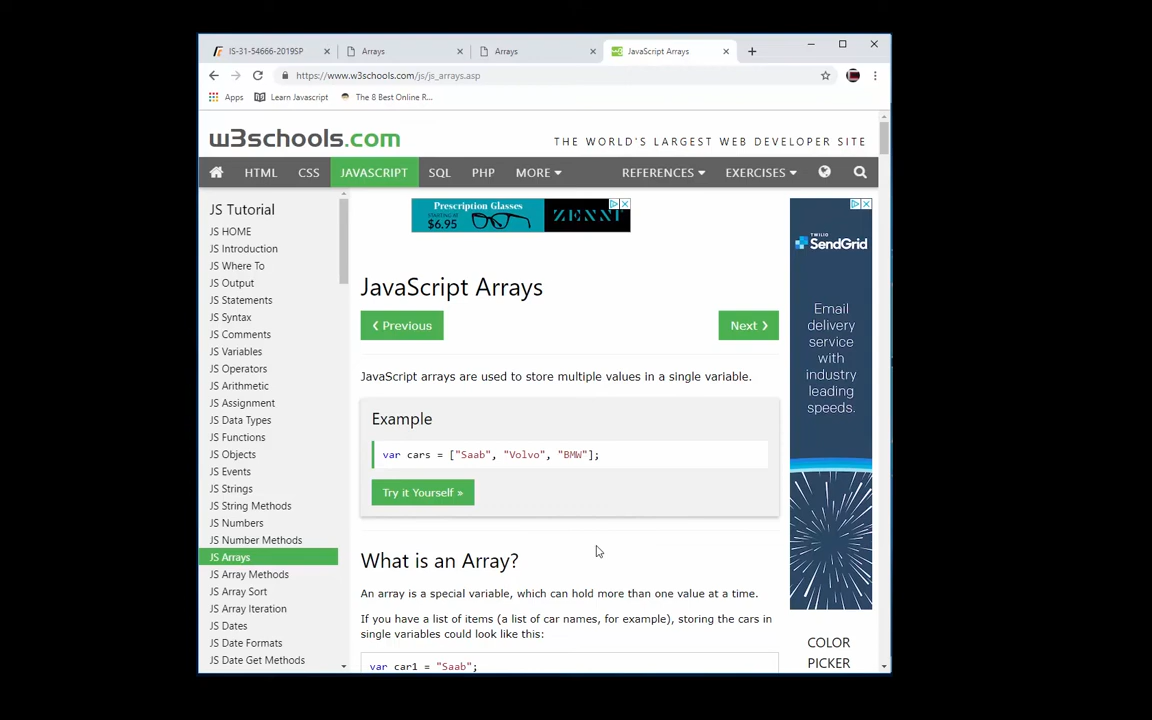 JS-31-54666-2019SP
Arrays
Arrays
JavaScript Arrays
https://www.w3schools.com/js/js_arrays.asp
Apps
Learn Javascript
The 8 Best Online R...
w3schools.com
THE WORLD'S LARGEST WEB DEVELOPER SITE
HTML CSS JAVASCRIPT SQL PHP MORE REFERENCES EXERCISES
JS Tutorial
JS HOME
JS Introduction
JS Where To
JS Output
JS Statements
JS Syntax
JS Comments
JS Variables
JS Operators
JS Arithmetic
JS Assignment
JS Data Types
JS Functions
JS Objects
JS Events
JS Strings
JS String Methods
JS Numbers
JS Number Methods
JS Arrays
JS Array Methods
JS Array Sort
JS Array Iteration
JS Dates
JS Date Formats
JS Date Get Methods
Prescription Glasses
STARTING AT
$6.95
ZENNI
JavaScript Arrays
❮ Previous
Next ❯
JavaScript arrays are used to store multiple values in a single variable.
Example
var cars = ["Saab", "Volvo", "BMW"];
Try it Yourself »
What is an Array?
An array is a special variable, which can hold more than one value at a time.
If you have a list of items (a list of car names, for example), storing the cars in
single variables could look like this:
var car1 = "Saab";
TWILIO
SendGrid
Email
delivery
service
with
industry
leading
speeds.
COLOR
PICKER